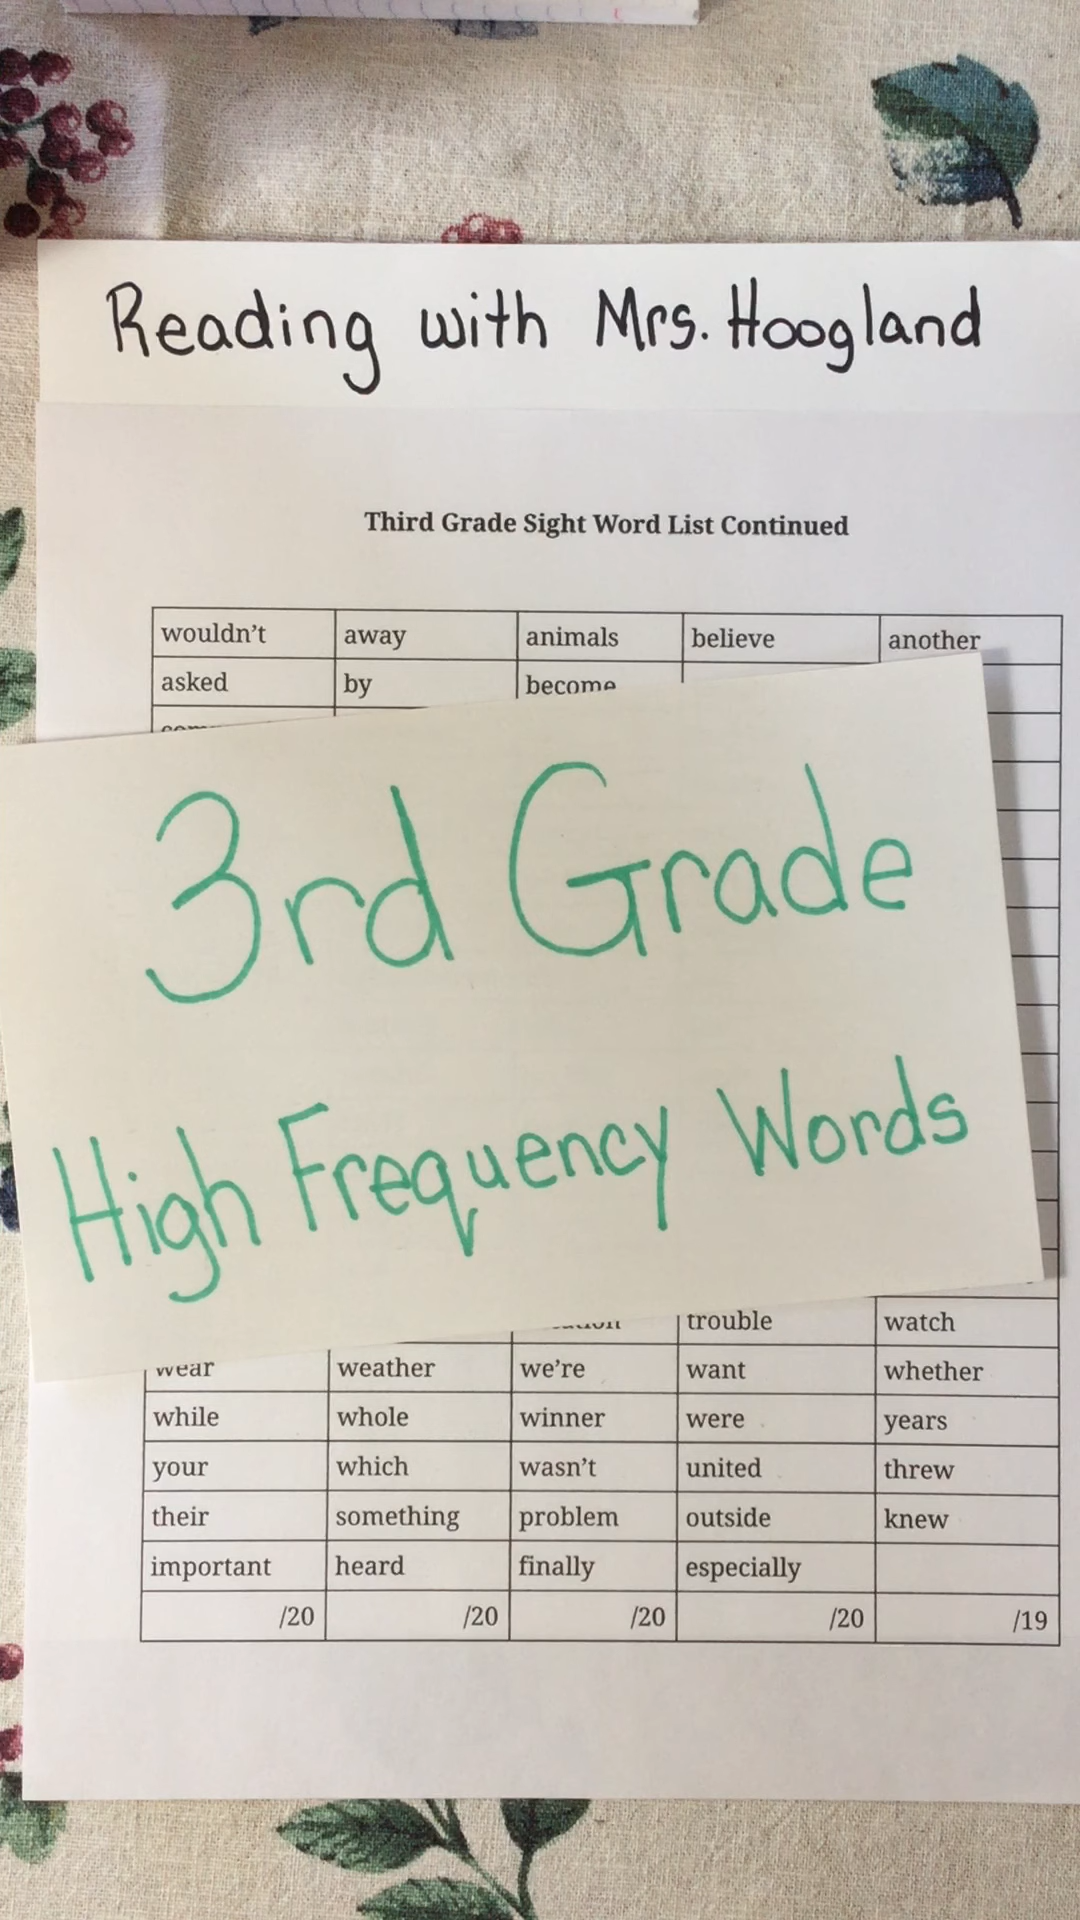 Reading with Mrs. Hoogland
Third Grade Sight Word List Continued
wouldn't away animals believe another
asked by become
3rd Grade
High Frequency Words
trouble watch
wear weather we're want whether
while whole winner were years
your which wasn't united threw
their something problem outside knew
important heard finally especially
/20 /20 /20 /20 /19